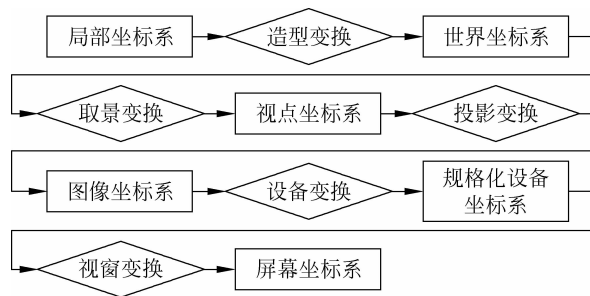 局部坐标系
造型变换
世界坐标系
取景变换
视点坐标系
投影变换
图像坐标系
设备变换
规格化设备
坐标系
视窗变换
屏幕坐标系